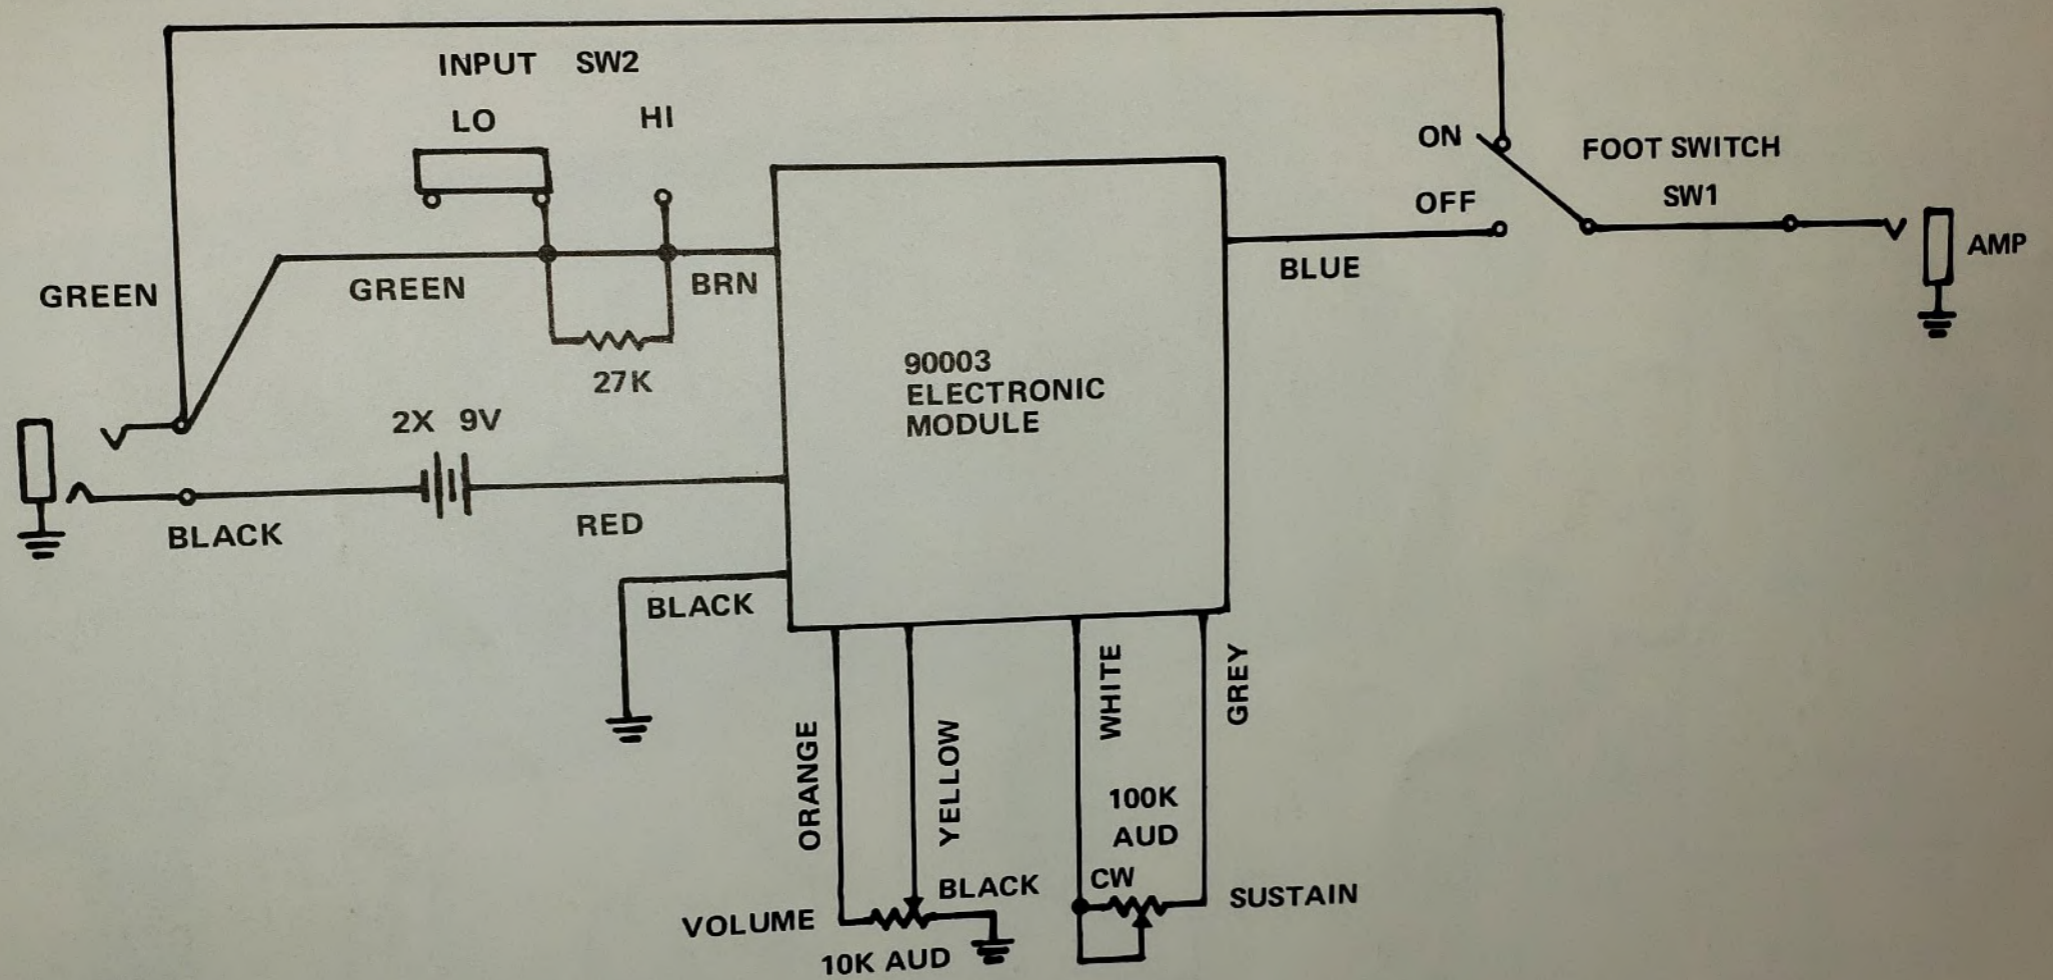 INPUT SW2
LO
HI
ON
FOOT SWITCH
SW1
OFF
AMP
BLUE
GREEN
GREEN
BRN
27K
90003
ELECTRONIC
MODULE
2X 9V
BLACK
RED
BLACK
ORANGE
YELLOW
WHITE
GREY
100K
AUD
CW
BLACK
SUSTAIN
VOLUME
10K AUD